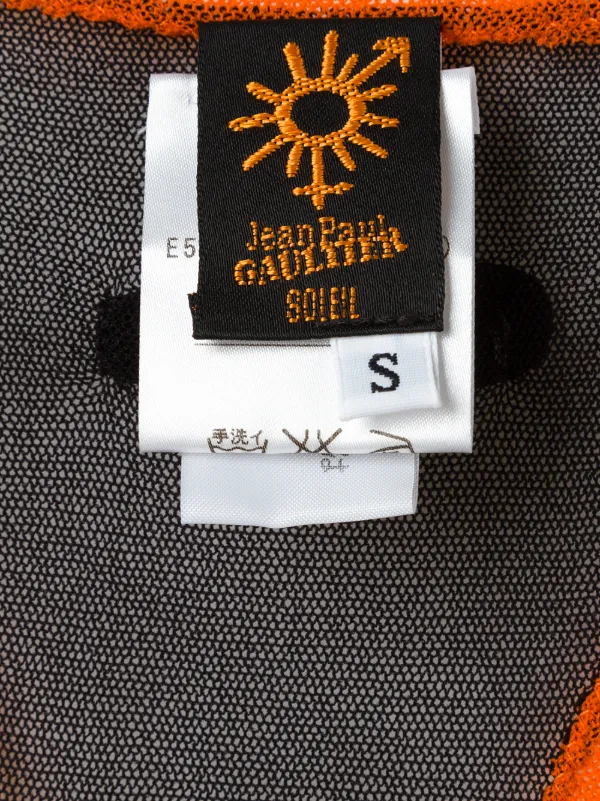 Jean Paul
GAULTIER
SOLEIL
E5
S
手洗イ